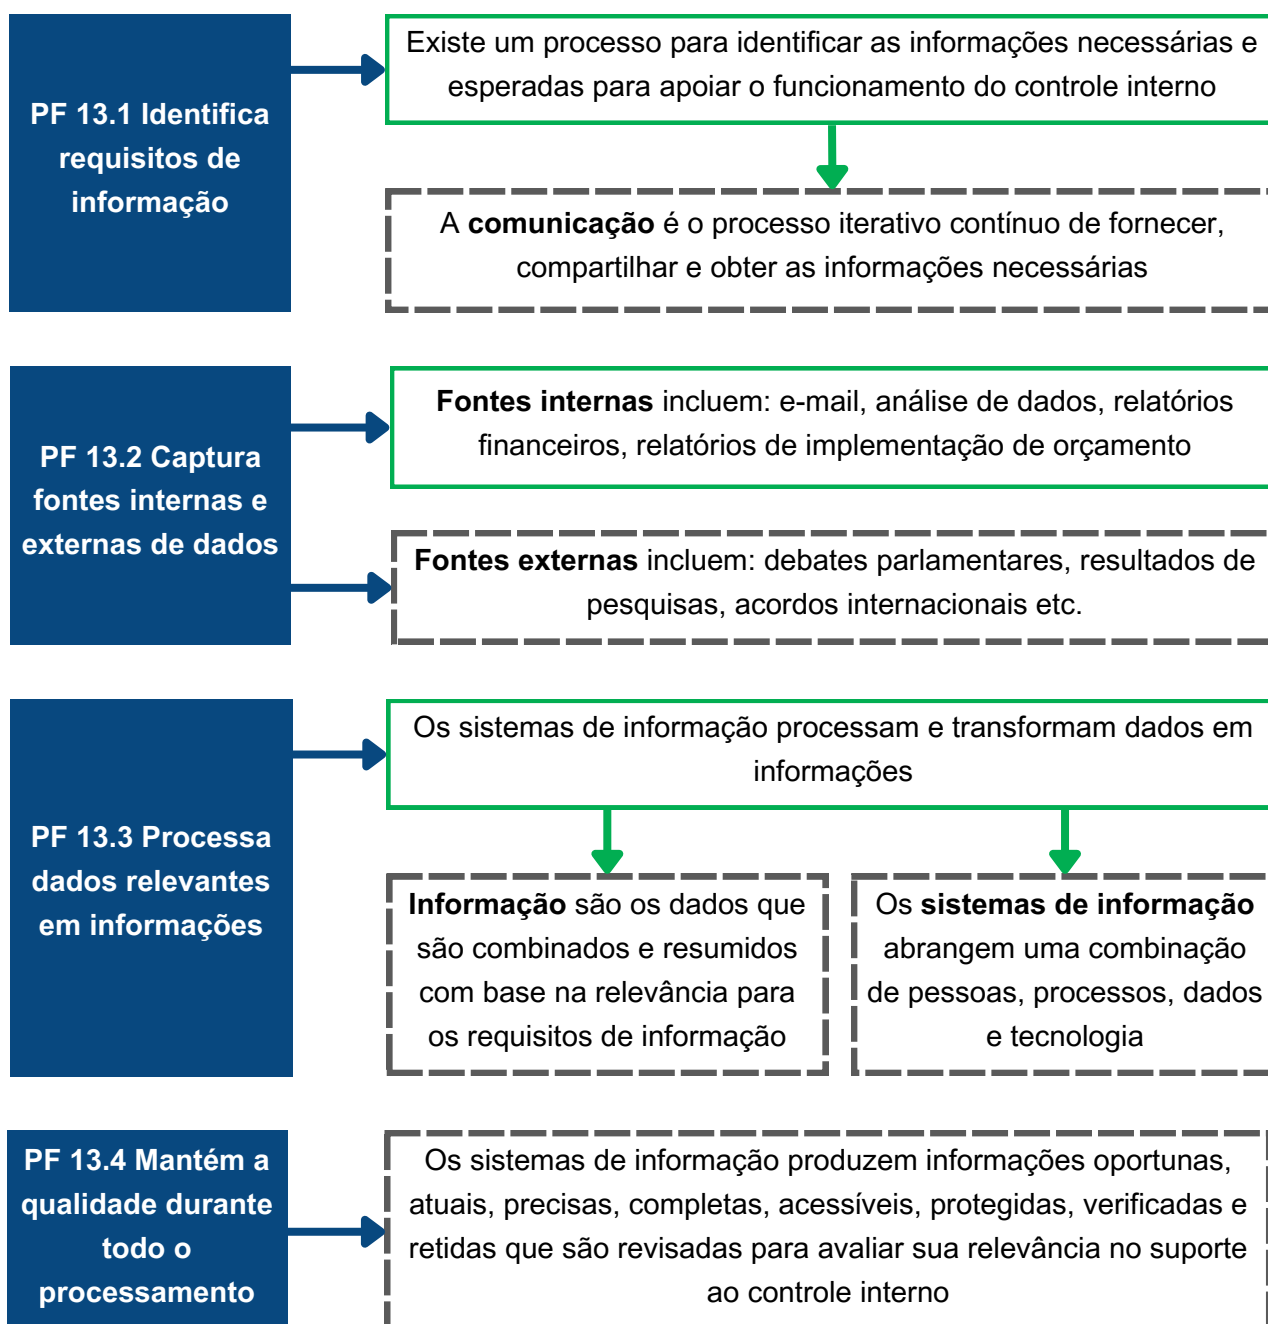 PF 13.1 Identifica
requisitos de
informação
Existe um processo para identificar as informações necessárias e
esperadas para apoiar o funcionamento do controle interno
A comunicação é o processo iterativo contínuo de fornecer,
compartilhar e obter as informações necessárias
PF 13.2 Captura
fontes internas e
externas de dados
Fontes internas incluem: e-mail, análise de dados, relatórios
financeiros, relatórios de implementação de orçamento
Fontes externas incluem: debates parlamentares, resultados de
pesquisas, acordos internacionais etc.
PF 13.3 Processa
dados relevantes
em informações
Os sistemas de informação processam e transformam dados em
informações
Informação são os dados que
são combinados e resumidos
com base na relevância para
os requisitos de informação
Os sistemas de informação
abrangem uma combinação
de pessoas, processos, dados
e tecnologia
PF 13.4 Mantém a
qualidade durante
todo o
processamento
Os sistemas de informação produzem informações oportunas,
atuais, precisas, completas, acessíveis, protegidas, verificadas e
retidas que são revisadas para avaliar sua relevância no suporte
ao controle interno